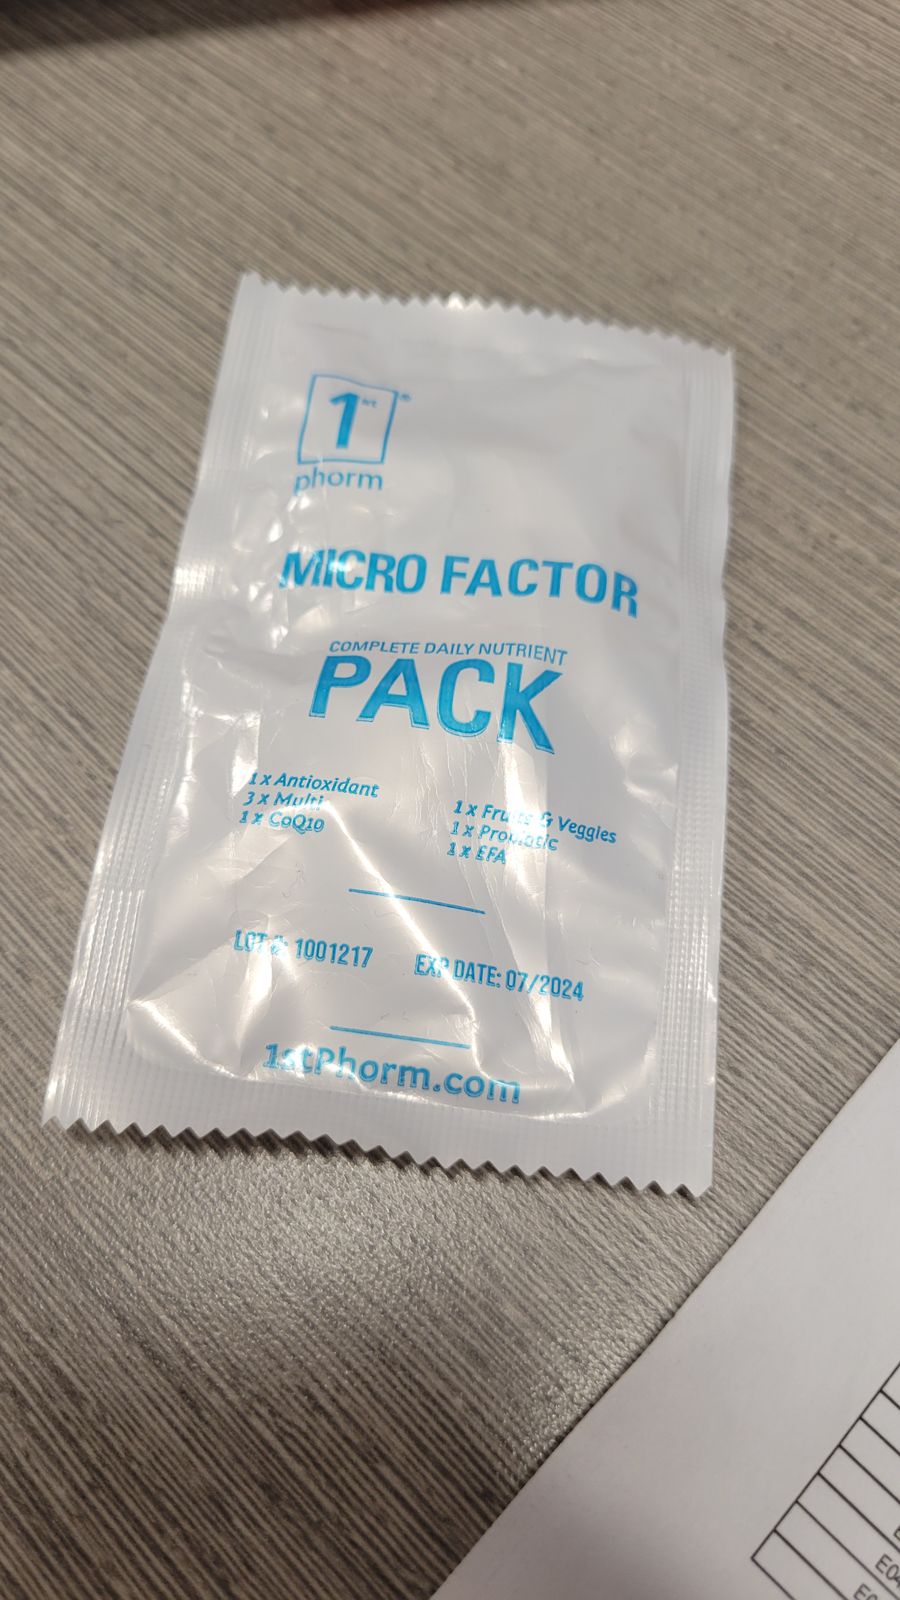 1st
phorm
MICRO FACTOR
COMPLETE DAILY NUTRIENT
PACK
1 x Antioxidant
3 x Multi
1 x CoQ10
1 x Fruits & Veggies
1 x Probiotic
1 x EFA
LOT #: 1001217
EXP DATE: 07/2024
1stPhorm.com